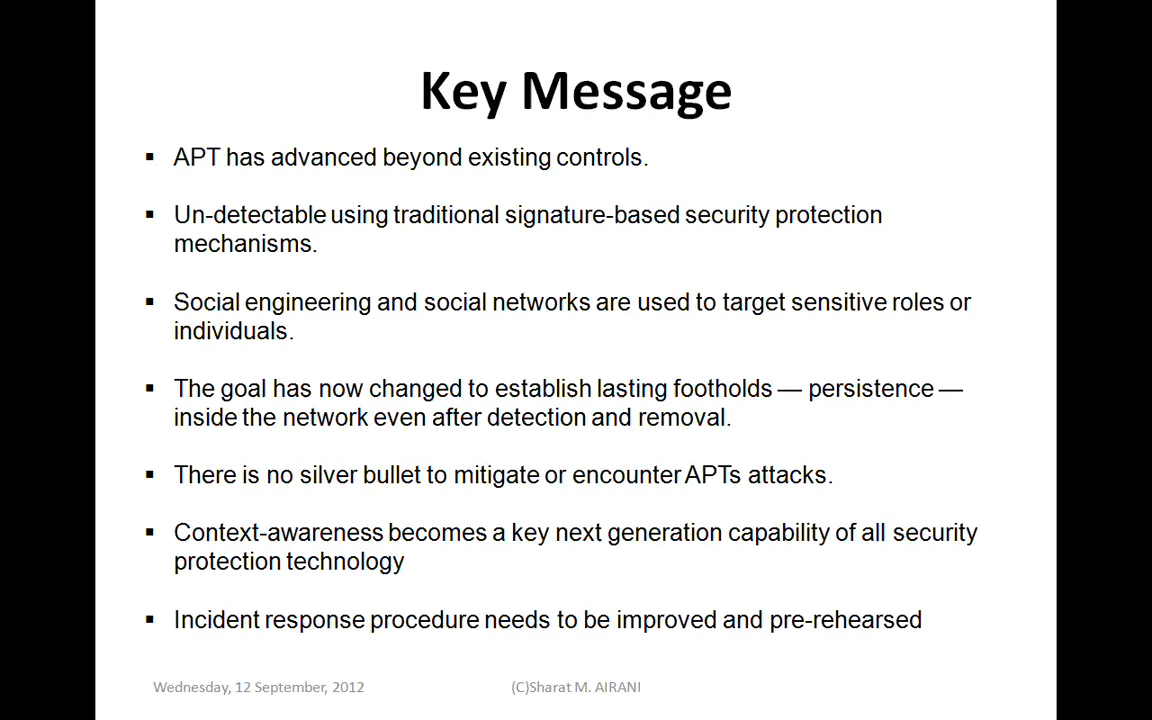 Key Message
▪ APT has advanced beyond existing controls.
▪ Un-detectable using traditional signature-based security protection
mechanisms.
▪ Social engineering and social networks are used to target sensitive roles or
individuals.
▪ The goal has now changed to establish lasting footholds — persistence —
inside the network even after detection and removal.
▪ There is no silver bullet to mitigate or encounter APTs attacks.
▪ Context-awareness becomes a key next generation capability of all security
protection technology
▪ Incident response procedure needs to be improved and pre-rehearsed
Wednesday, 12 September, 2012 (C)Sharat M. AIRANI